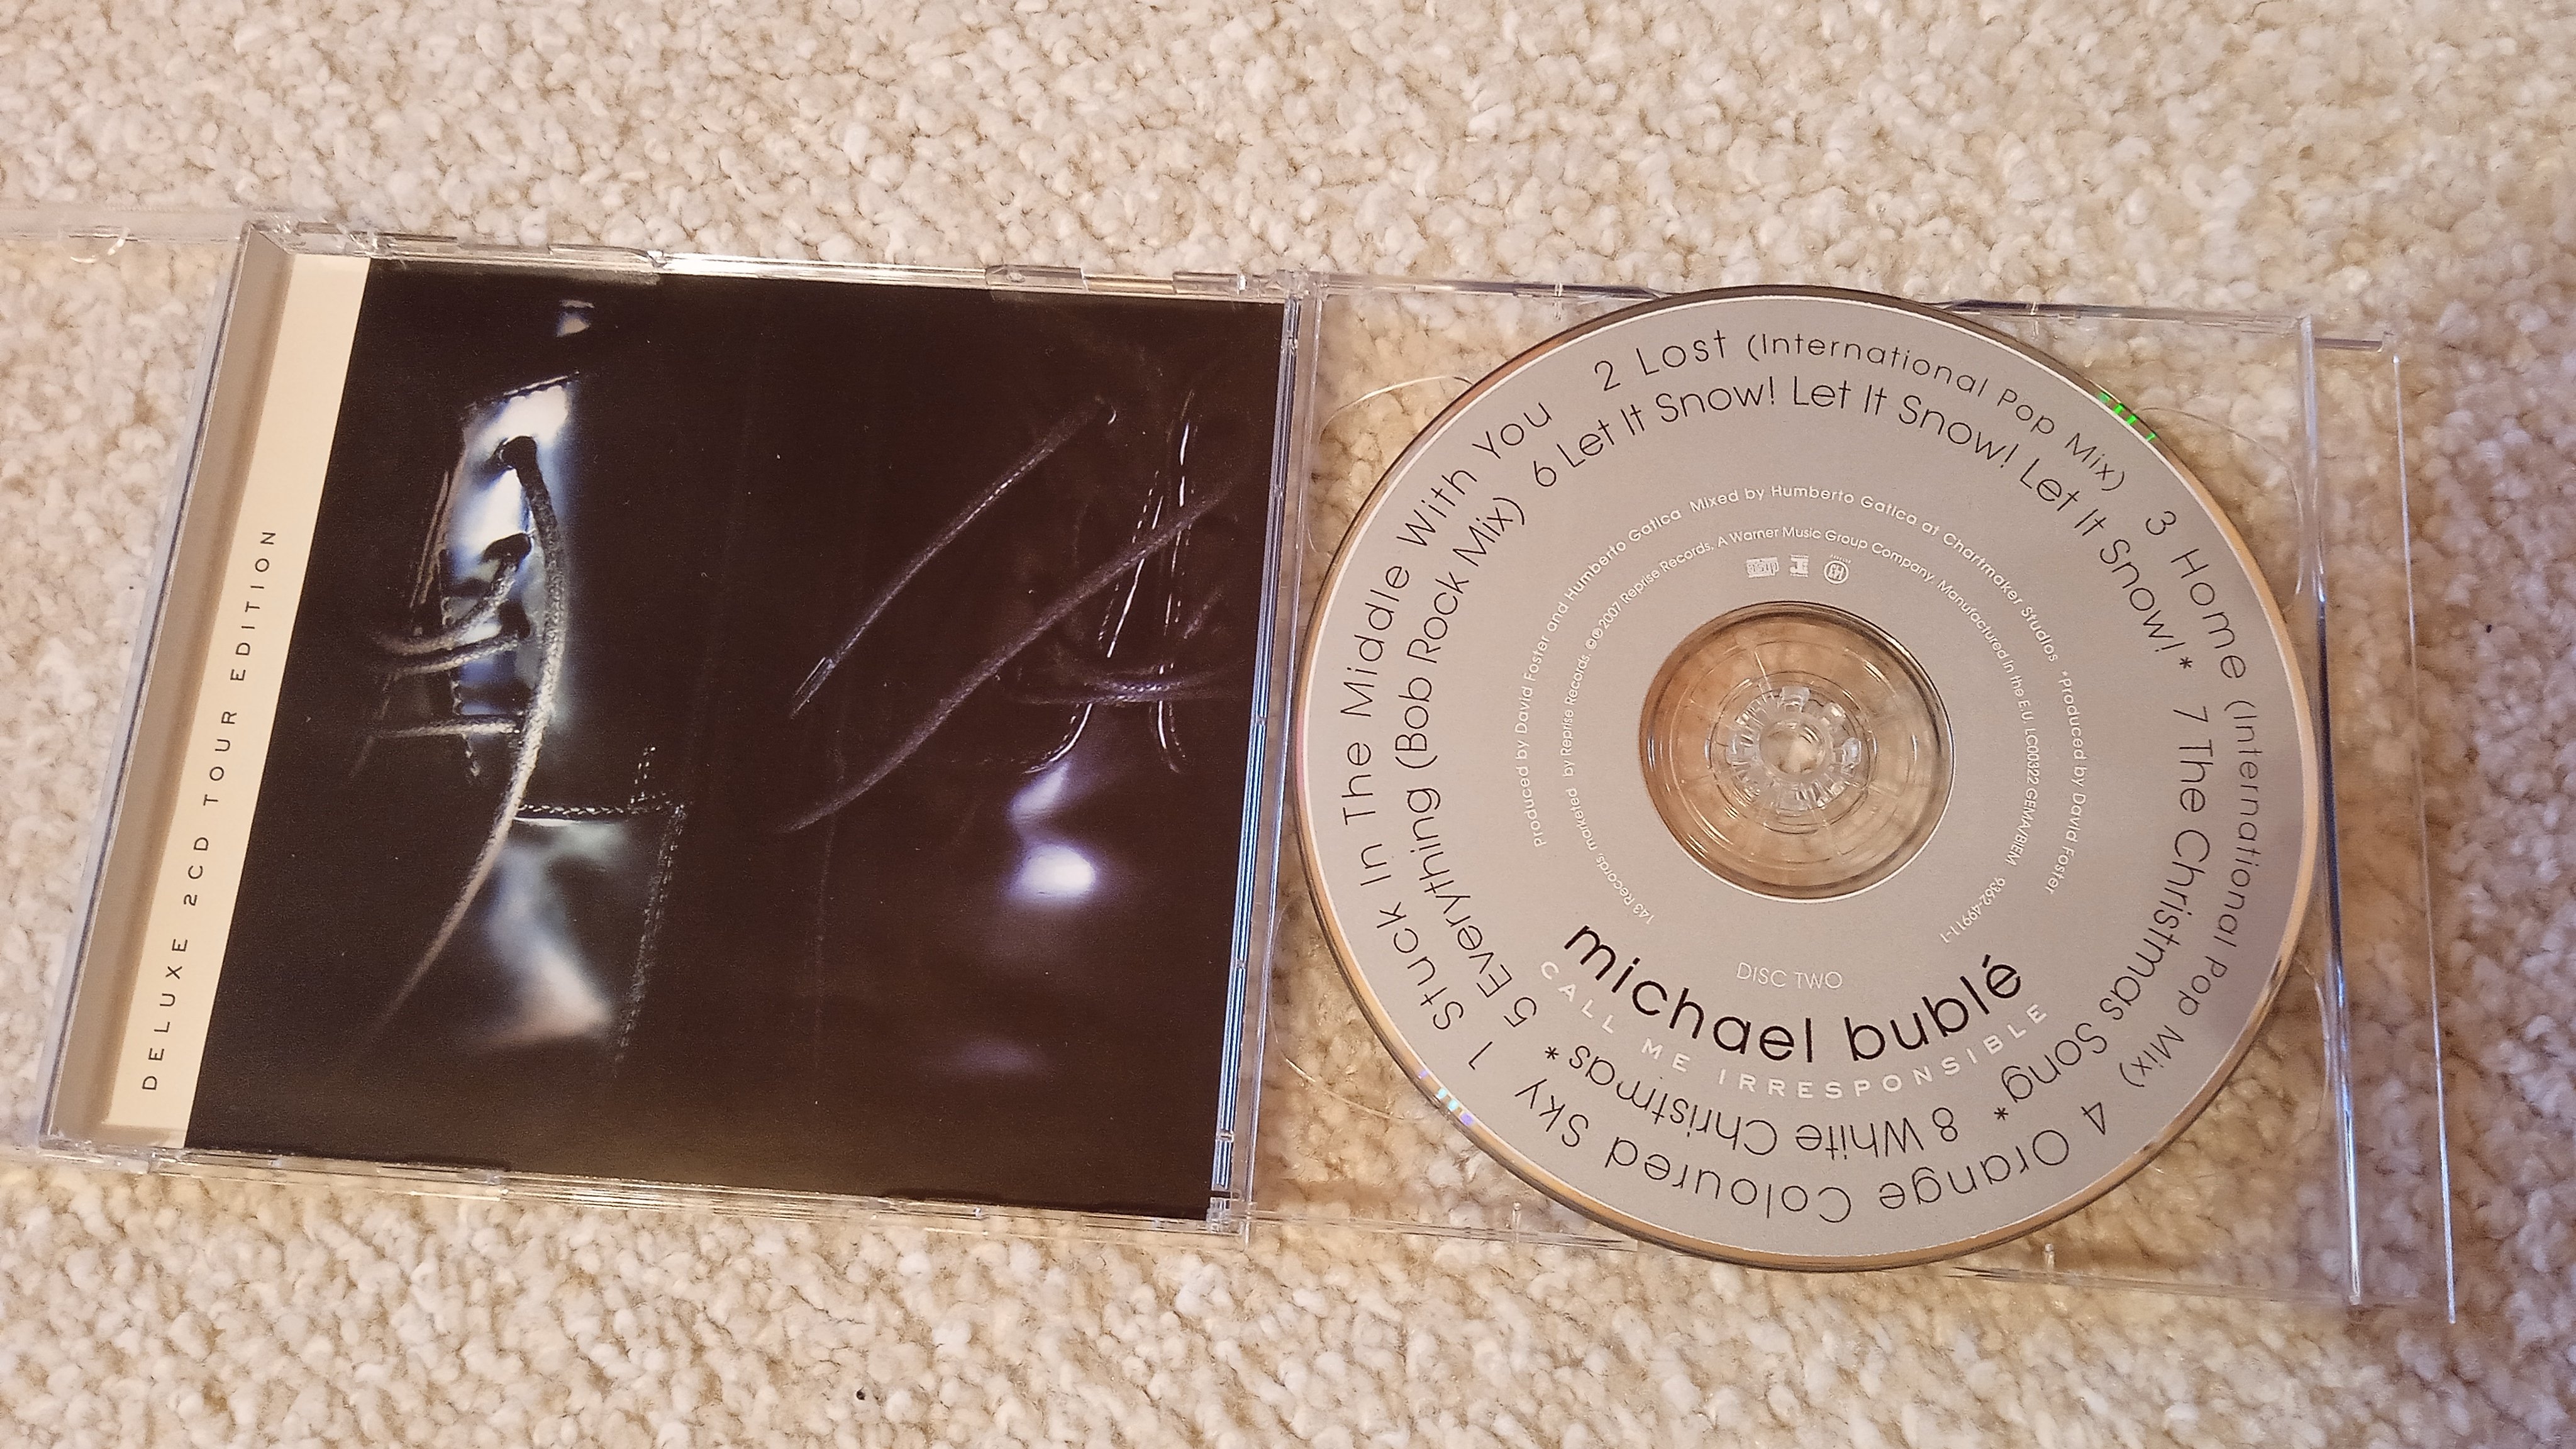 DELUXE 2CD TOUR EDITION
1 Stuck In The Middle With You 2 Lost (International Pop Mix) 3 Home (International Pop Mix) 4 Orange Coloured Sky
5 Everything (Bob Rock Mix) 6 Let It Snow! Let It Snow! Let It Snow!* 7 The Christmas Song* 8 White Christmas*
Produced by David Foster and Humberto Gatica Mixed by Humberto Gatica at Chartmaker Studios *Produced by David Foster
143 Records, marketed by Reprise Records. ©℗2007 Reprise Records, A Warner Music Group Company. Manufactured in the E.U. LC00322 GEMA/BIEM 9362-49911-1
DISC TWO
michael bublé
CALL ME IRRESPONSIBLE